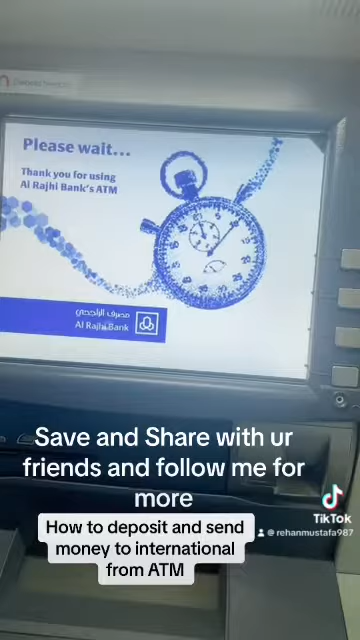 Please wait...
Thank you for using
Al Rajhi Bank's ATM
مصرف الراجحي
Al Rajhi Bank
Save and Share with ur
friends and follow me for
more
How to deposit and send
money to international
from ATM
TikTok
@rehanmustafa987